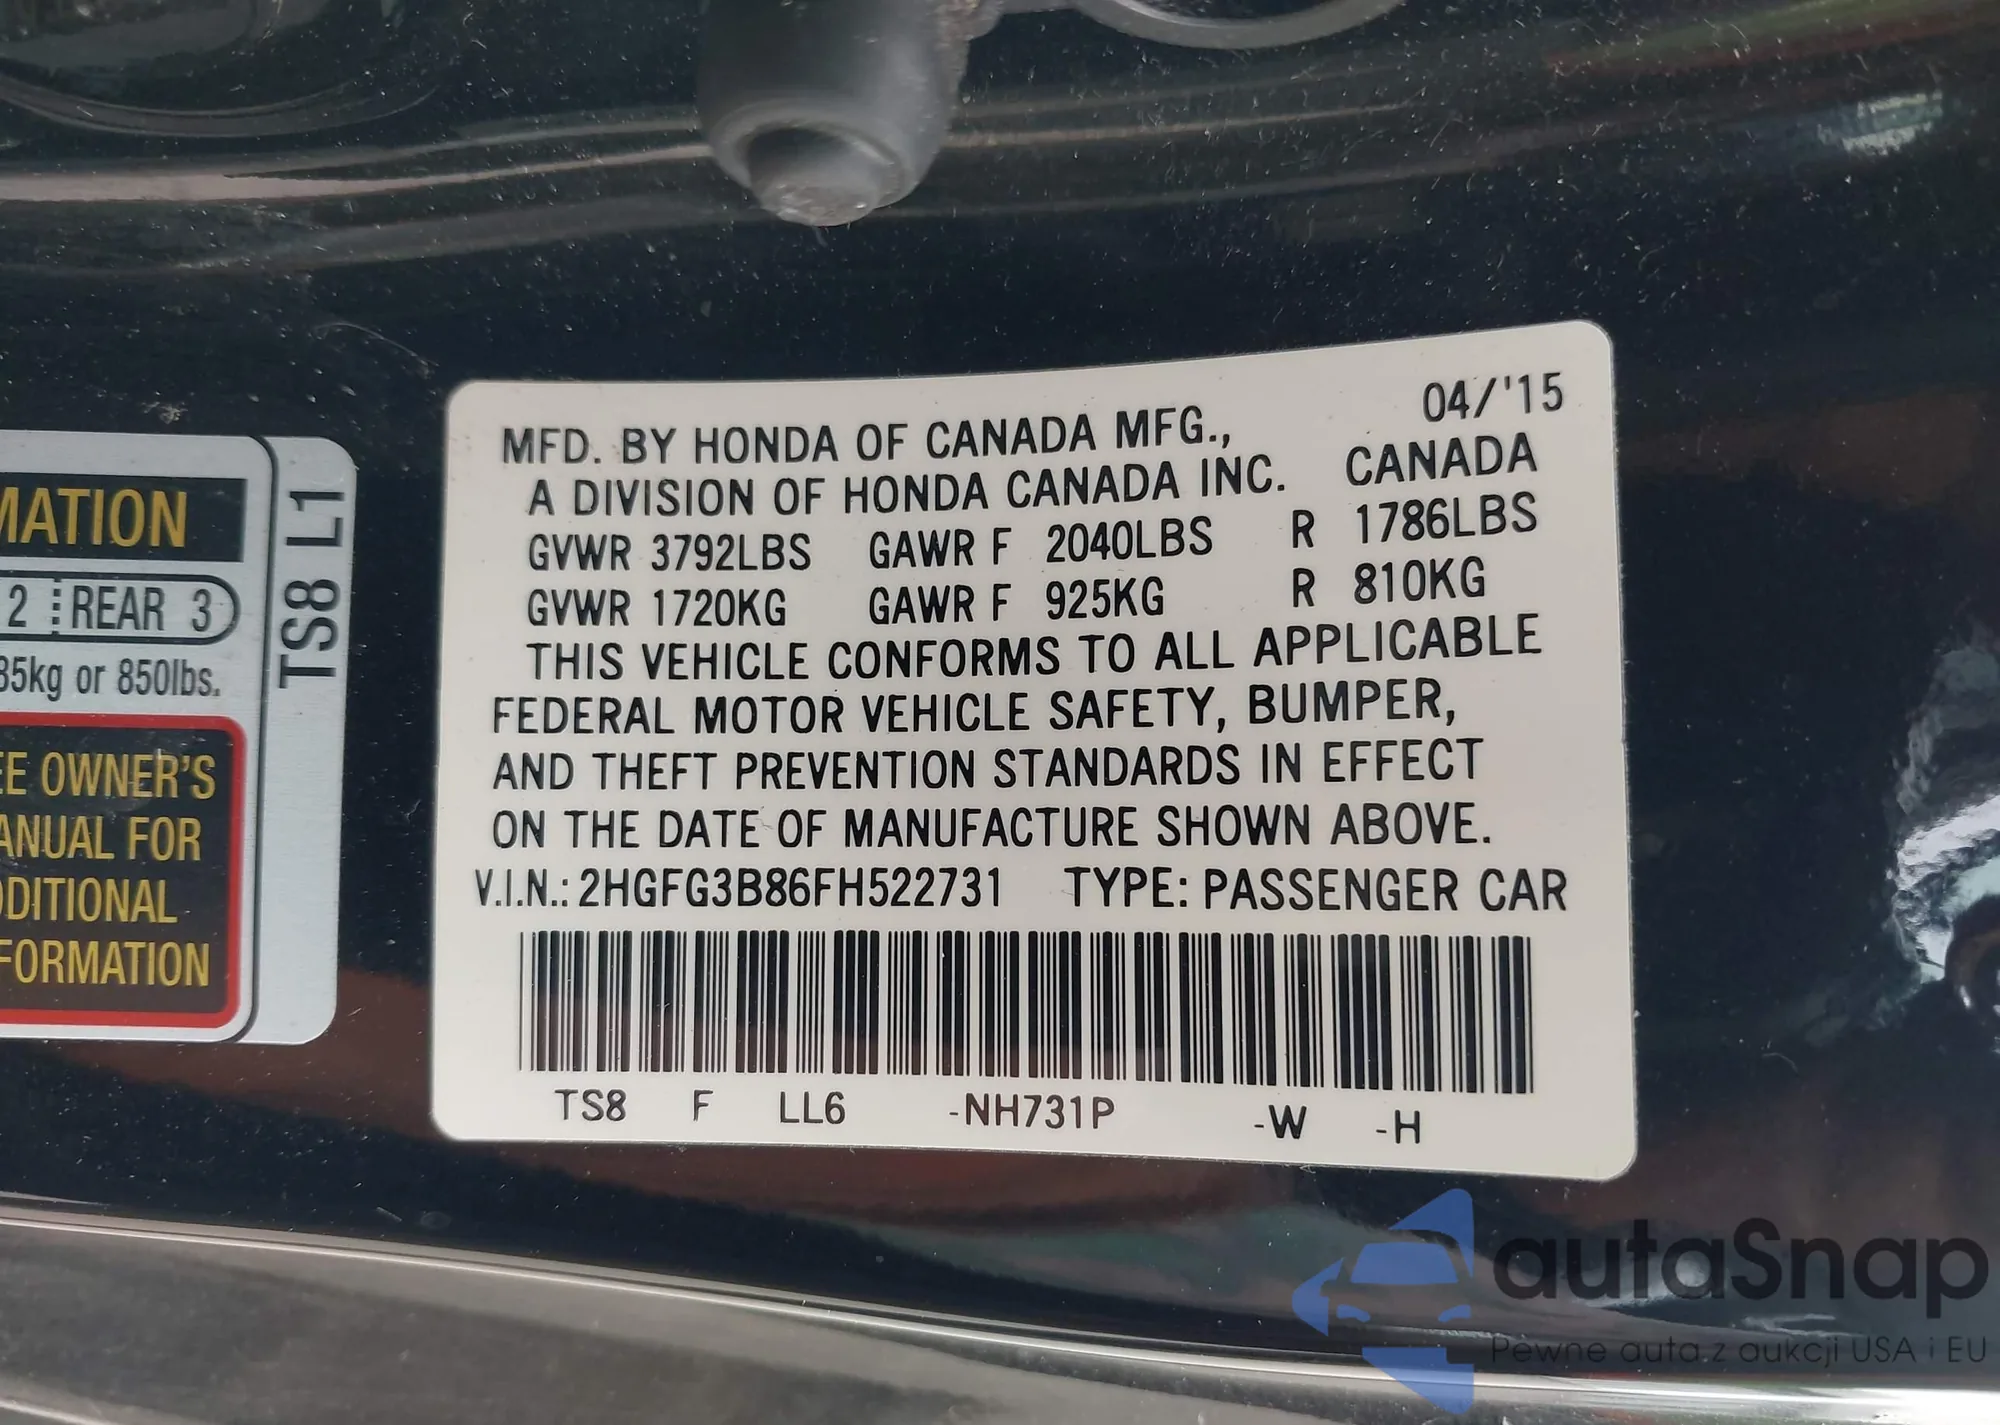 MATION
2 REAR 3
85kg or 850lbs.
EE OWNER'S
ANUAL FOR
DDITIONAL
FORMATION
TS8 L1
04/'15
MFD. BY HONDA OF CANADA MFG.,
A DIVISION OF HONDA CANADA INC. CANADA
GVWR 3792LBS GAWR F 2040LBS R 1786LBS
GVWR 1720KG GAWR F 925KG R 810KG
THIS VEHICLE CONFORMS TO ALL APPLICABLE
FEDERAL MOTOR VEHICLE SAFETY, BUMPER,
AND THEFT PREVENTION STANDARDS IN EFFECT
ON THE DATE OF MANUFACTURE SHOWN ABOVE.
V.I.N.: 2HGFG3B86FH522731 TYPE: PASSENGER CAR
TS8 F LL6 -NH731P -W -H
autaSnap
Pewne auta z aukcji USA i EU